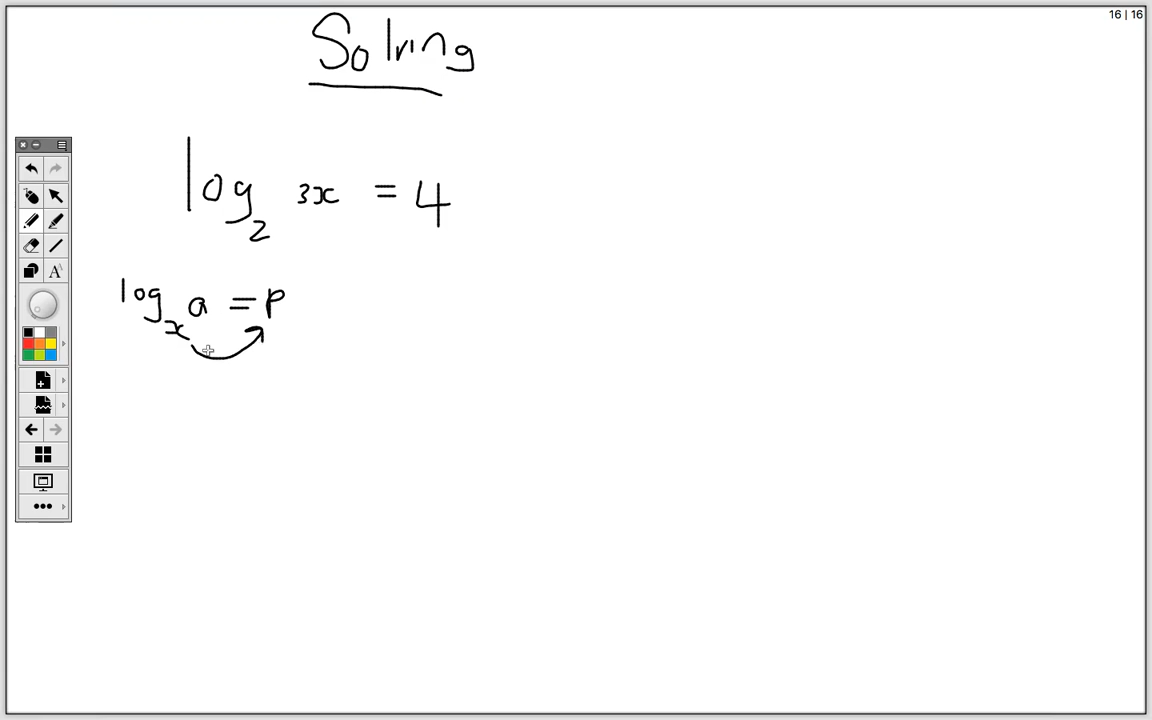 16 | 16
Solving
log₂ 3x = 4
logₓ a = p